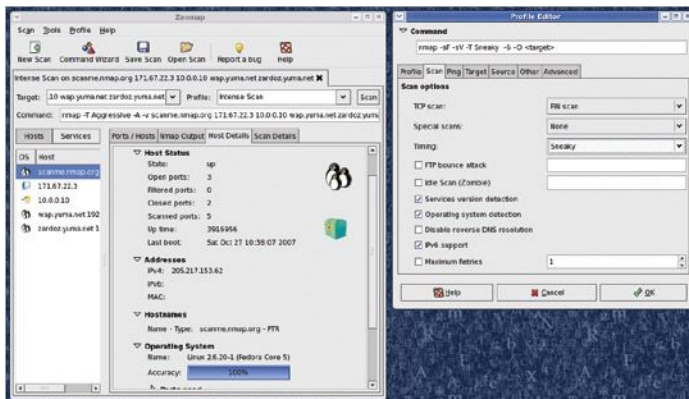 Zenmap
Scan Tools Profile Help
New Scan Command Wizard Save Scan Open Scan Report a bug Help
Intense Scan on scanme.nmap.org 171.67.22.3 10.0.0.10 wap.yuma.net zardoz.yuma.net
Target: .10 wap.yuma.net zardoz.yuma.net Profile: Intense Scan Scan
Command: nmap -T Aggressive -A -v scanme.nmap.org 171.67.22.3 10.0.0.10 wap.yuma.net zardoz.yuma
Hosts Services
Ports / Hosts Nmap Output Host Details Scan Details
OS Host
scanme.nmap.org
171.67.22.3
10.0.0.10
wap.yuma.net 192
zardoz.yuma.net 1
Host Status
State: up
Open ports: 3
Filtered ports: 0
Closed ports: 2
Scanned ports: 5
Up time: 3916956
Last boot: Sat Oct 27 10:38:07 2007
Addresses
IPv4: 205.217.153.62
IPv6:
MAC:
Hostnames
Name - Type: scanme.nmap.org - PTR
Operating System
Name: Linux 2.6.20-1 (Fedora Core 5)
Accuracy: 100%
Profile Editor
Command
nmap -sF -sV -T Sneaky -6 -O <target>
Profile Scan Ping Target Source Other Advanced
Scan options
TCP scan: FIN scan
Special scans: None
Timing: Sneaky
FTP bounce attack
Idle Scan (Zombie)
Services version detection
Operating system detection
Disable reverse DNS resolution
IPv6 support
Maximum Retries 1
Help Cancel OK